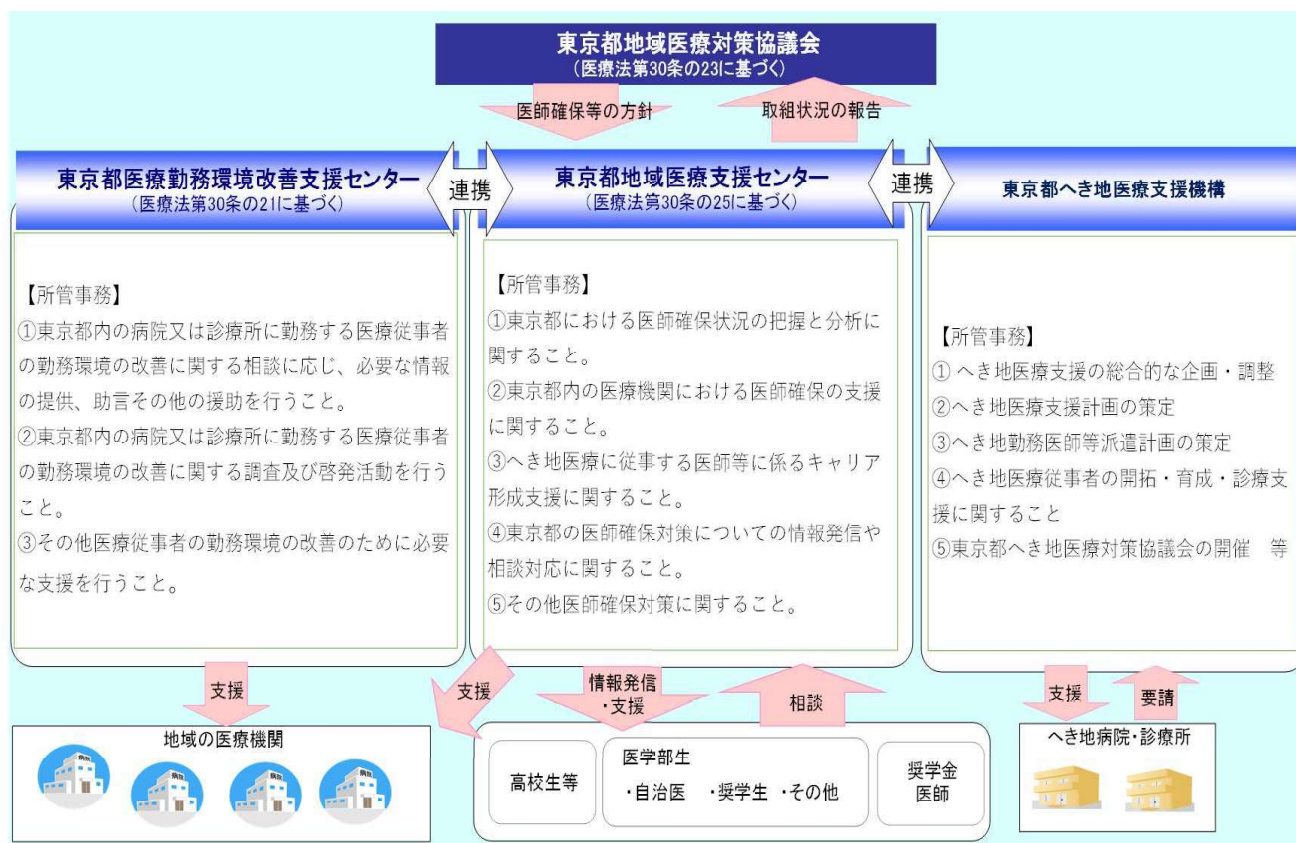 東京都地域医療対策協議会
(医療法第30条の23に基づく)
医師確保等の方針
取組状況の報告
東京都医療勤務環境改善支援センター
(医療法第30条の21に基づく)
連携
東京都地域医療支援センター
(医療法第30条の25に基づく)
連携
東京都へき地医療支援機構
【所管事務】
①東京都内の病院又は診療所に勤務する医療従事者
の勤務環境の改善に関する相談に応じ、必要な情報
の提供、助言その他の援助を行うこと。
②東京都内の病院又は診療所に勤務する医療従事者
の勤務環境の改善に関する調査及び啓発活動を行う
こと。
③その他医療従事者の勤務環境の改善のために必要
な支援を行うこと。
【所管事務】
①東京都における医師確保状況の把握と分析に
関すること。
②東京都内の医療機関における医師確保の支援
に関すること。
③へき地医療に従事する医師等に係るキャリア
形成支援に関すること。
④東京都の医師確保対策についての情報発信や
相談対応に関すること。
⑤その他医師確保対策に関すること。
【所管事務】
① へき地医療支援の総合的な企画・調整
②へき地医療支援計画の策定
③へき地勤務医師等派遣計画の策定
④へき地医療従事者の開拓・育成・診療支
援に関すること
⑤東京都へき地医療対策協議会の開催 等
支援
支援
情報発信
・支援
相談
支援
要請
地域の医療機関
病院
病院
病院
病院
高校生等
医学部生
・自治医 ・奨学生 ・その他
奨学金
医師
へき地病院・診療所